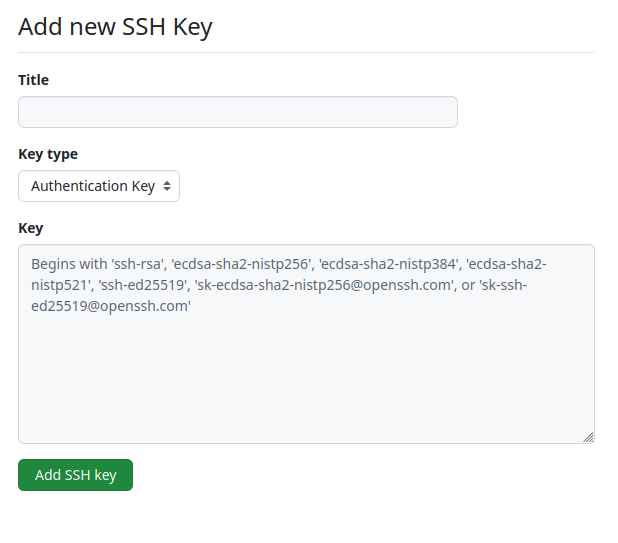 Add new SSH Key
Title
Key type
Authentication Key
Key
Begins with 'ssh-rsa', 'ecdsa-sha2-nistp256', 'ecdsa-sha2-nistp384', 'ecdsa-sha2-
nistp521', 'ssh-ed25519', 'sk-ecdsa-sha2-nistp256@openssh.com', or 'sk-ssh-
ed25519@openssh.com'
Add SSH key